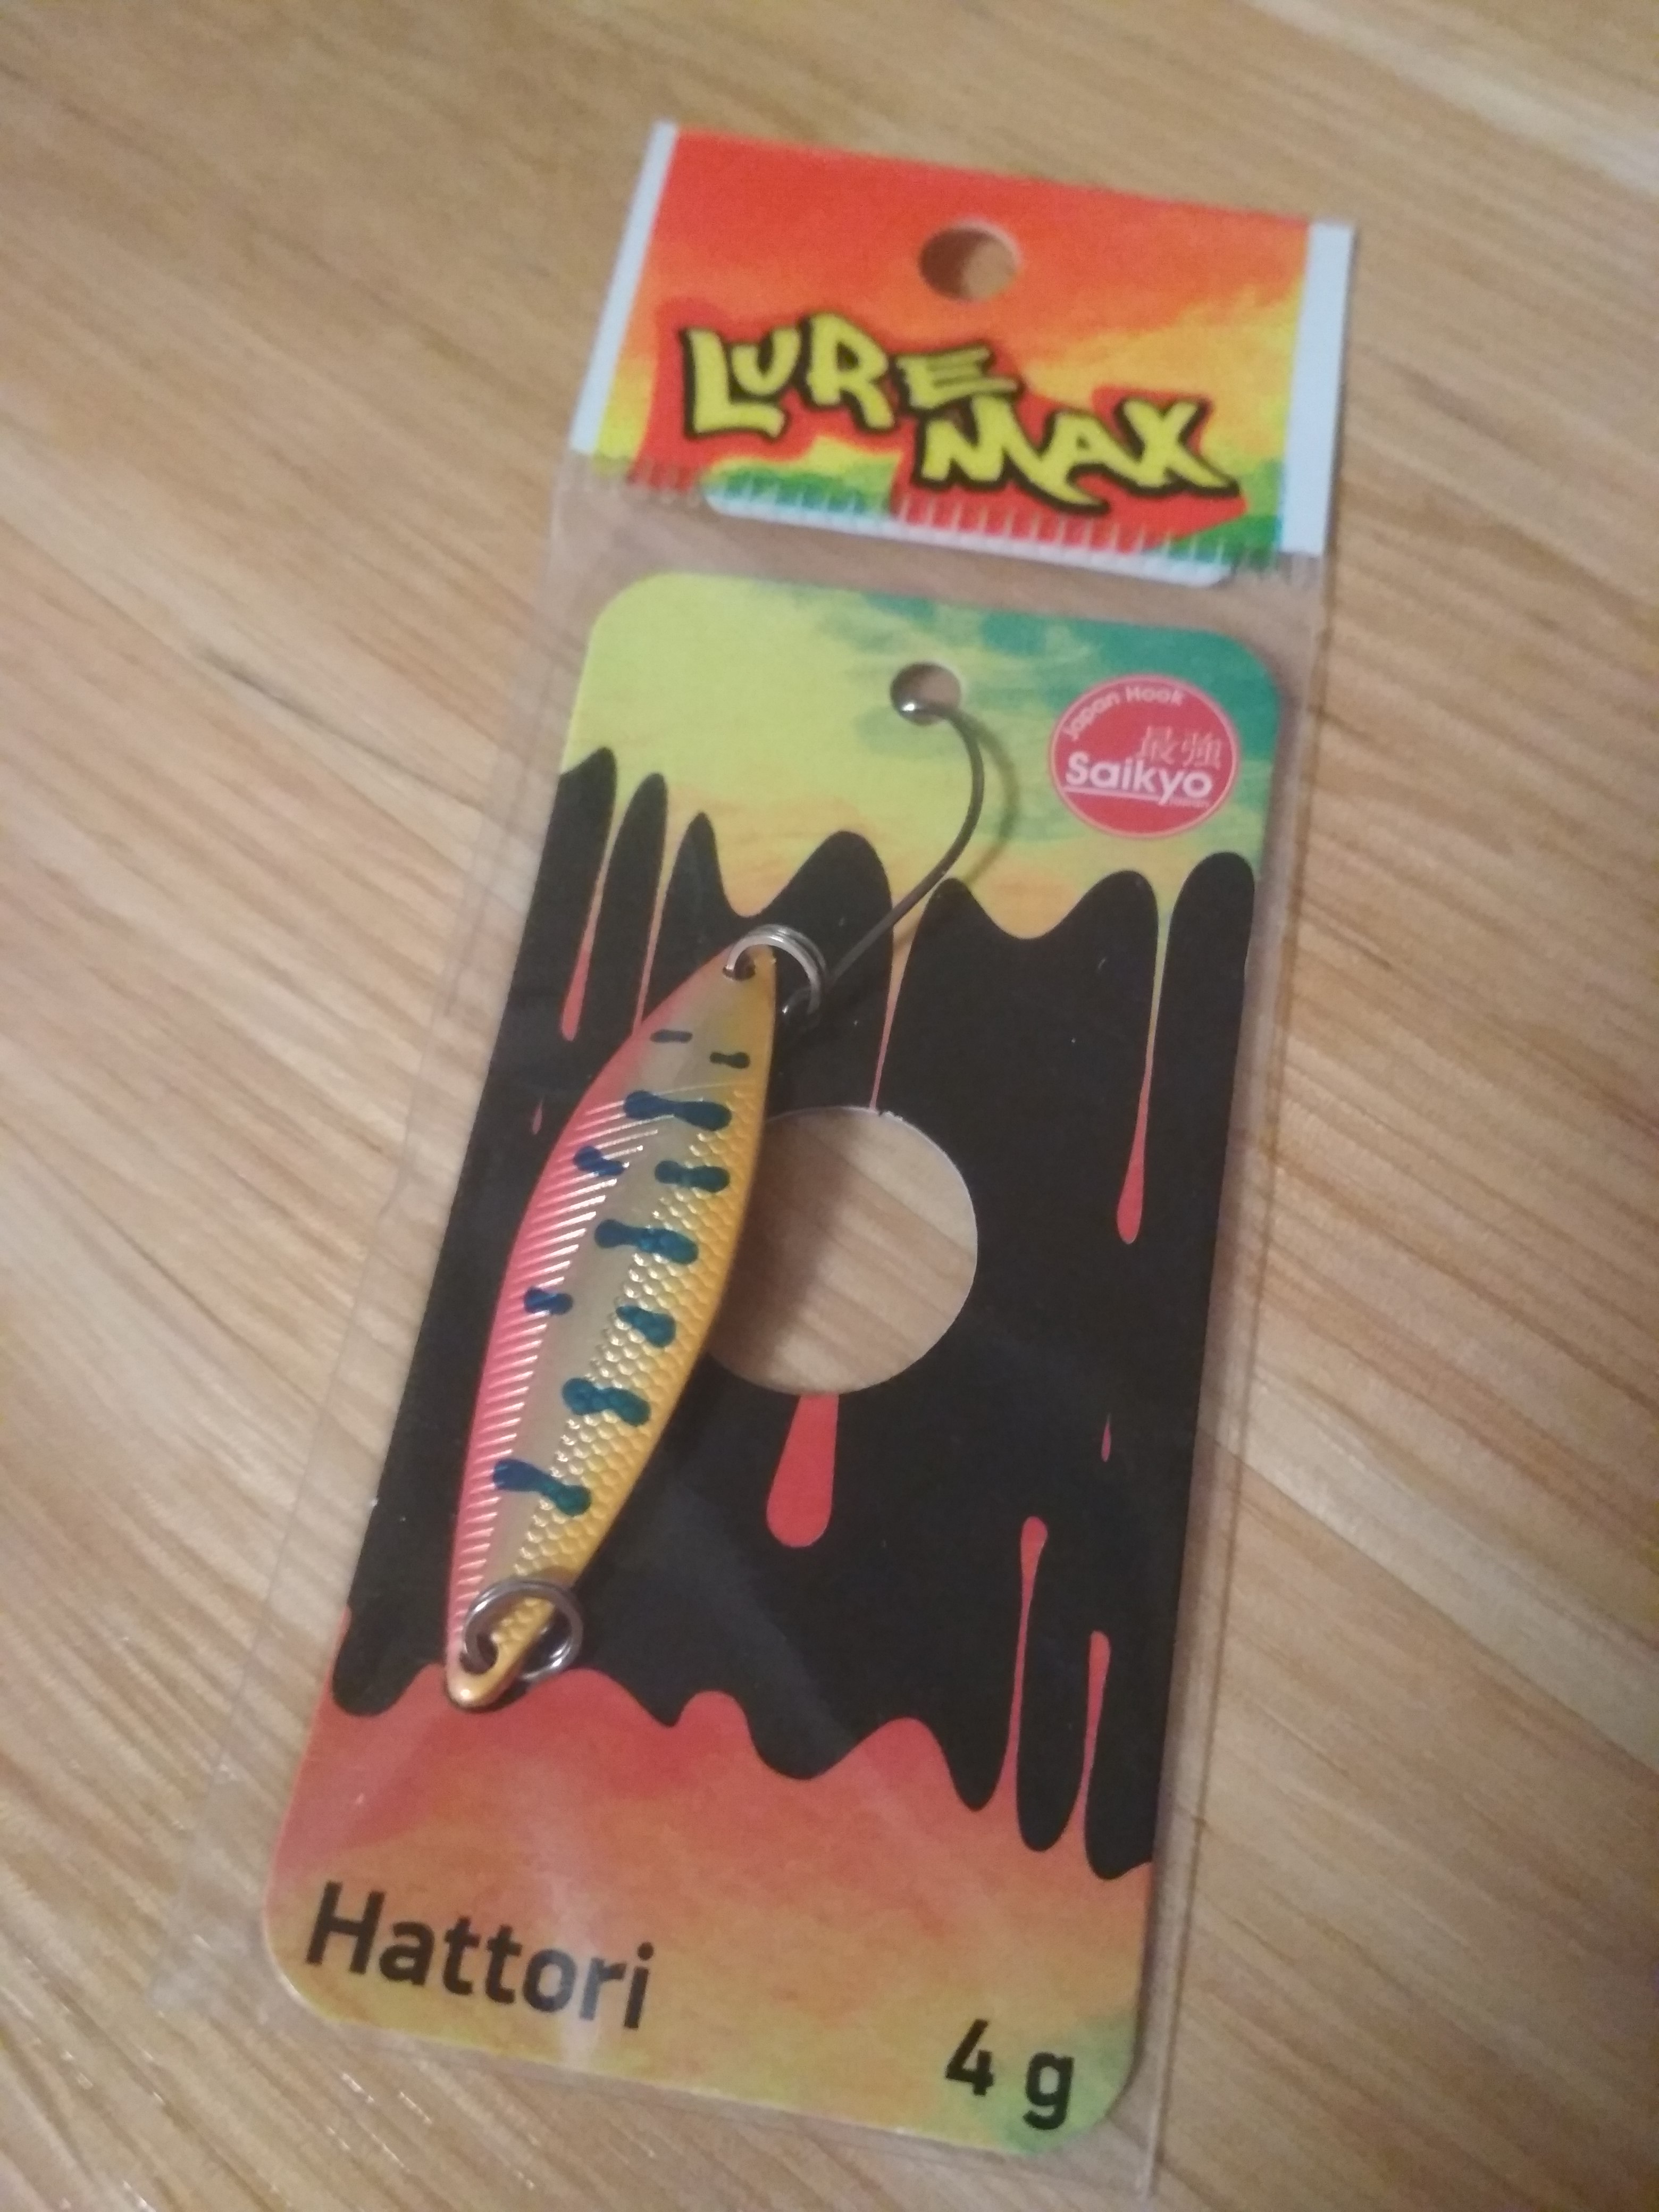 LURE
MAX
Japan Hook
最強
Saikyo
Hattori
4 g